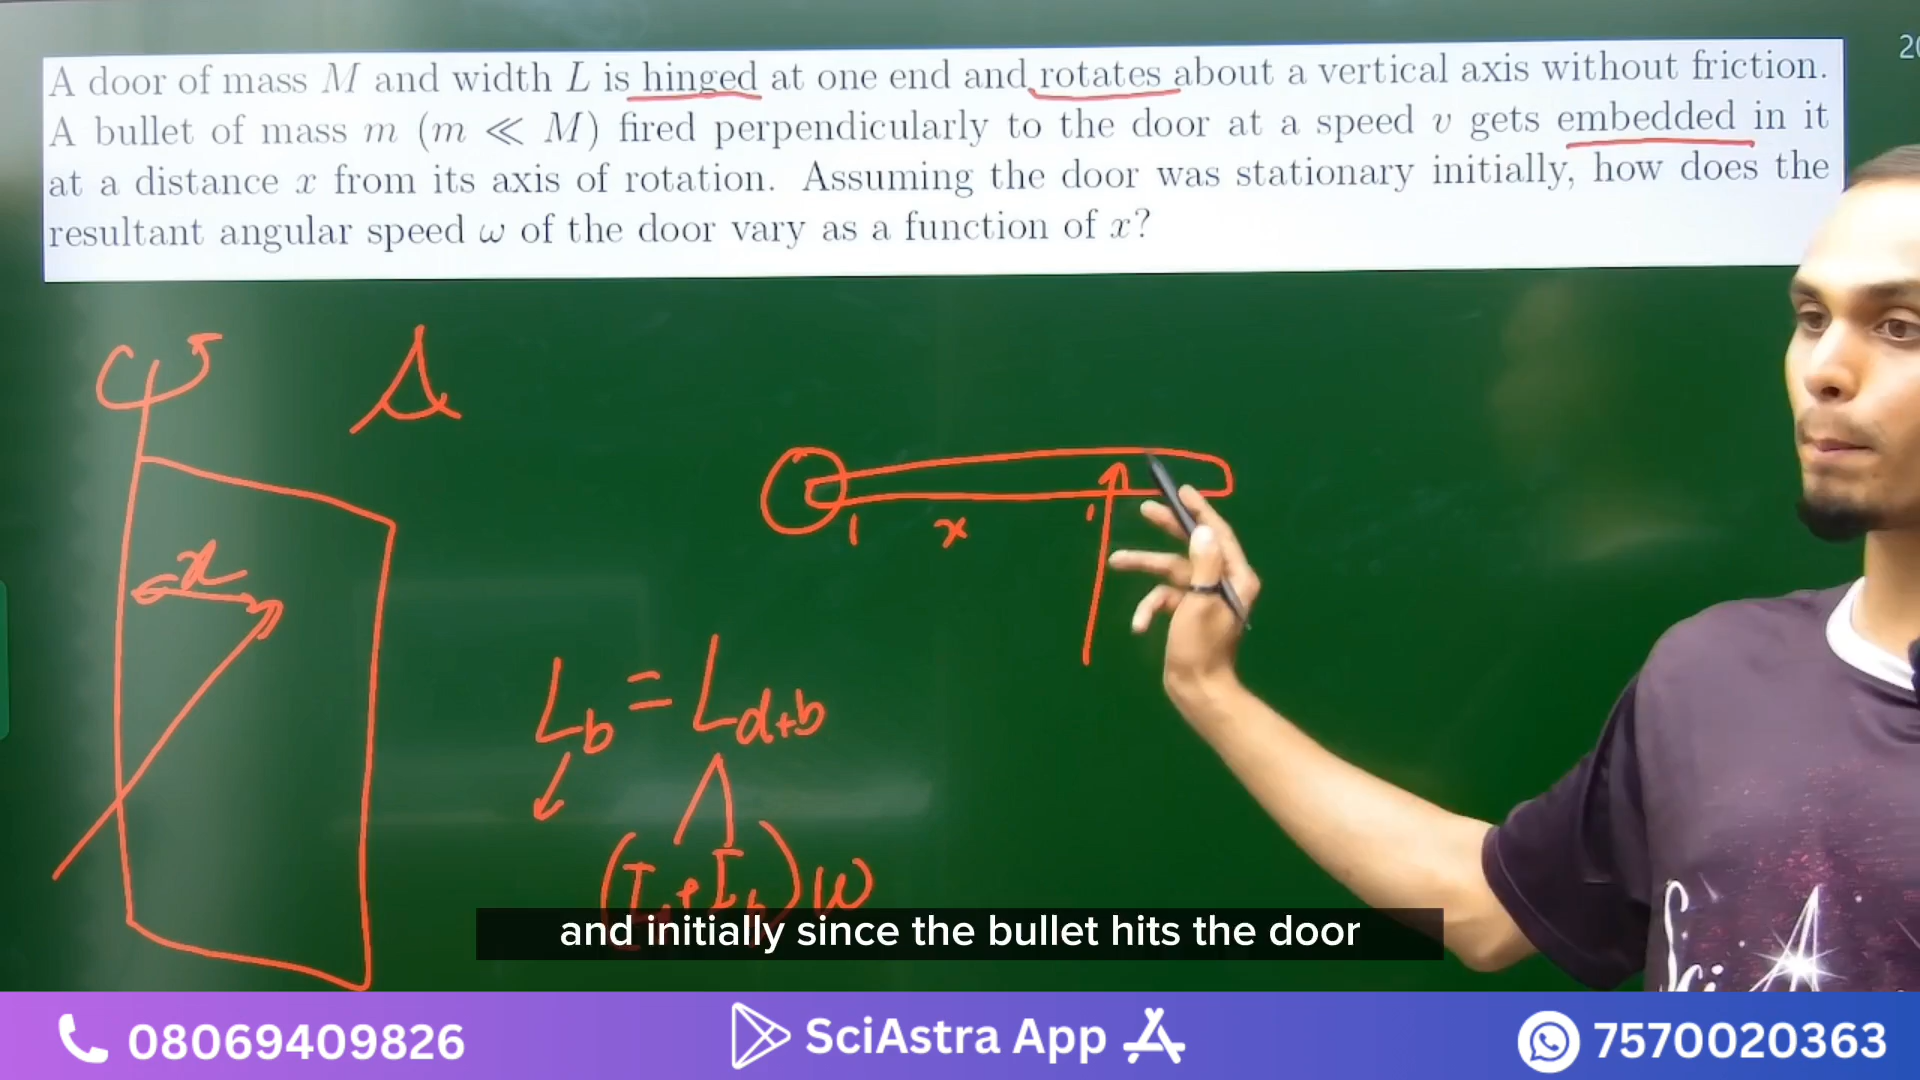 20
A door of mass M and width L is hinged at one end and rotates about a vertical axis without friction.
A bullet of mass m (m ≪ M) fired perpendicularly to the door at a speed v gets embedded in it
at a distance x from its axis of rotation. Assuming the door was stationary initially, how does the
resultant angular speed ω of the door vary as a function of x?
x
x
L_b = L_{d+b}
ω
and initially since the bullet hits the door
Sci
08069409826
SciAstra App
7570020363